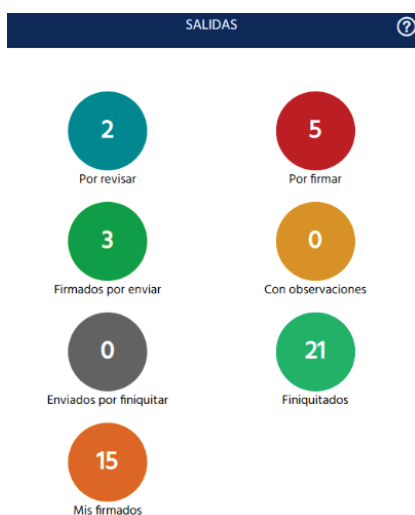 SALIDAS ?
2 5
Por revisar Por firmar
3 0
Firmados por enviar Con observaciones
0 21
Enviados por finiquitar Finiquitados
15
Mis firmados